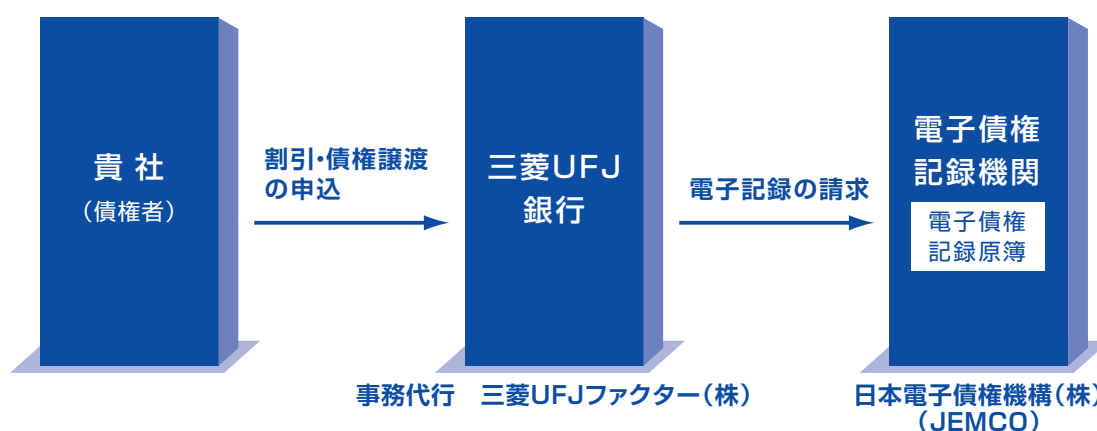 貴社
（債権者）
割引・債権譲渡
の申込
三菱UFJ
銀行
電子記録の請求
電子債権
記録機関
電子債権
記録原簿
事務代行　三菱UFJファクター（株）
日本電子債権機構（株）
（JEMCO）